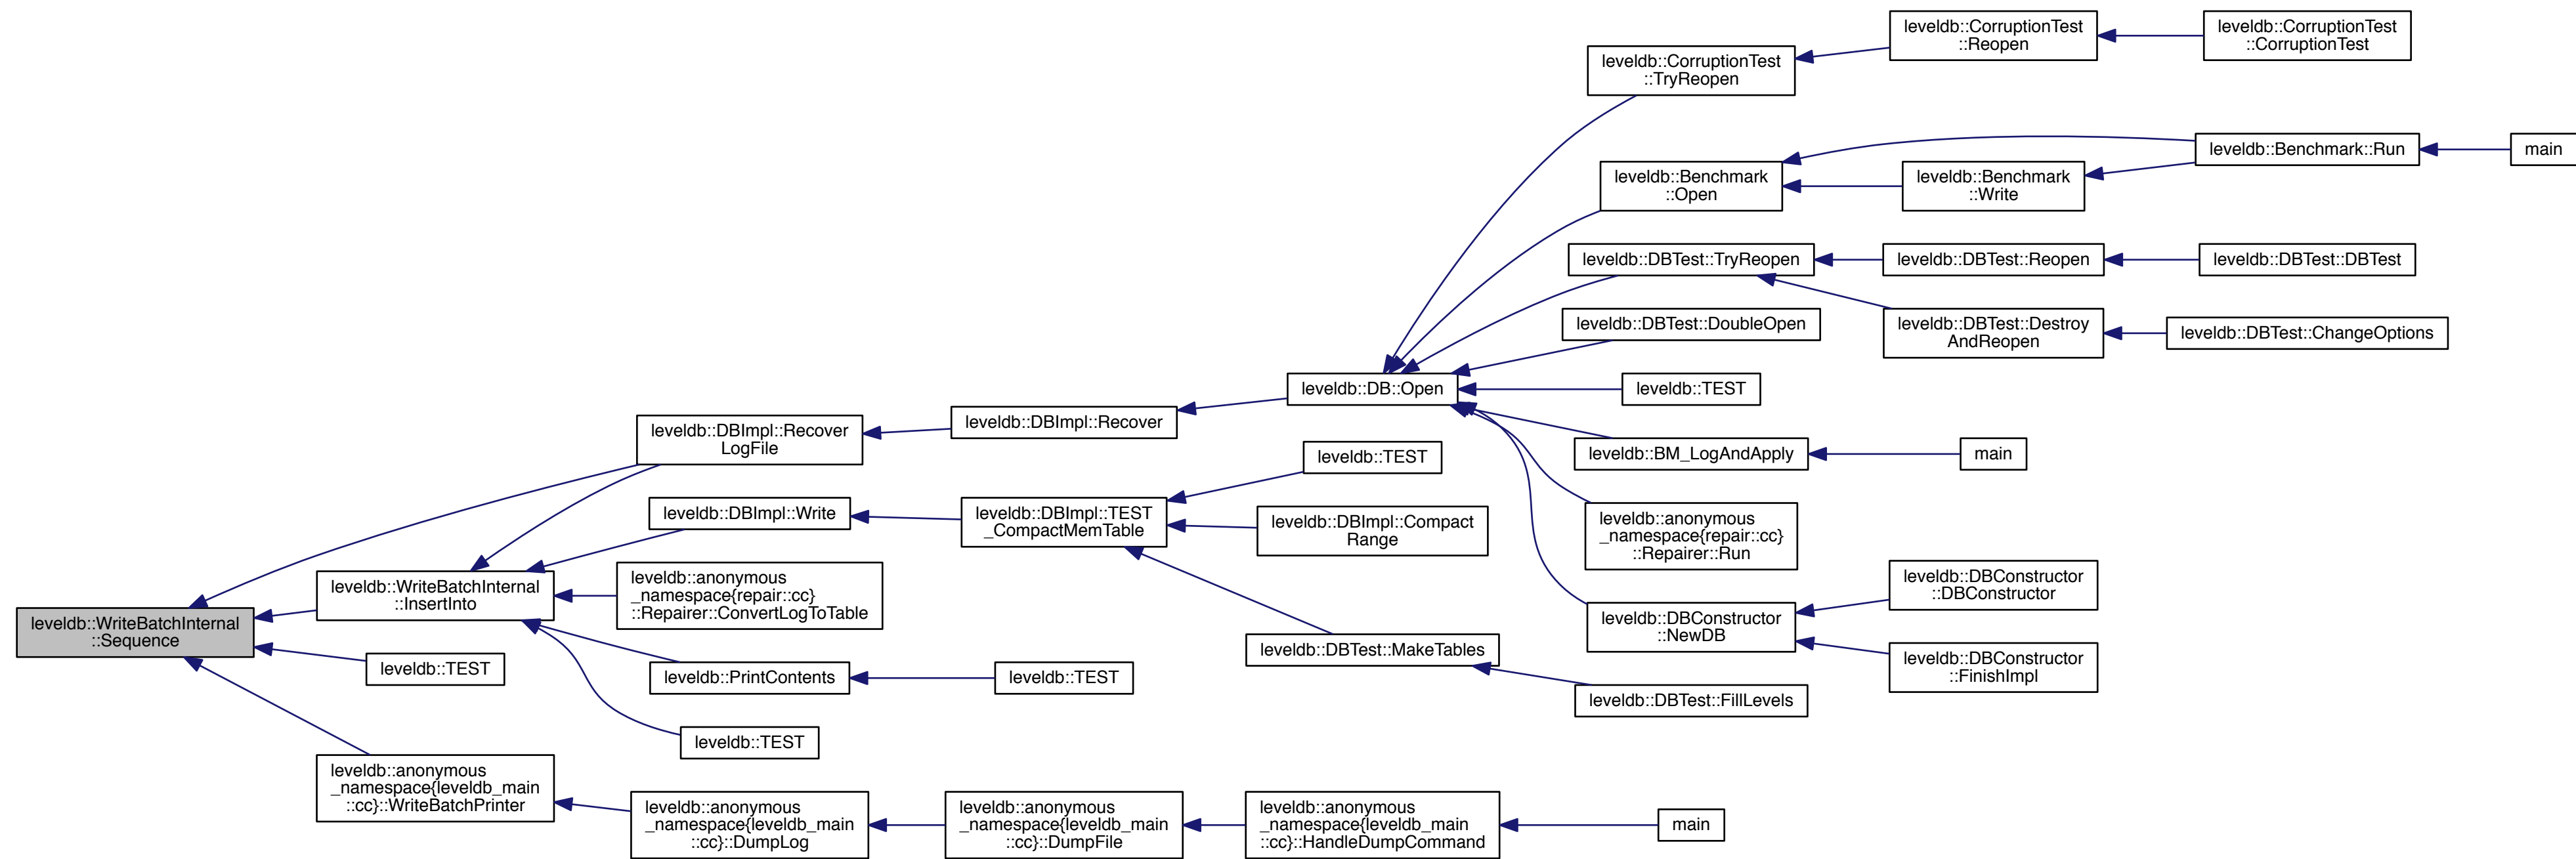 leveldb::CorruptionTest
::TryReopen
leveldb::CorruptionTest
::Reopen
leveldb::CorruptionTest
::CorruptionTest
leveldb::Benchmark
::Open
leveldb::Benchmark
::Write
leveldb::Benchmark::Run
main
leveldb::DBTest::TryReopen
leveldb::DBTest::Reopen
leveldb::DBTest::DBTest
leveldb::DBTest::DoubleOpen
leveldb::DBTest::Destroy
AndReopen
leveldb::DBTest::ChangeOptions
leveldb::DB::Open
leveldb::TEST
leveldb::DBImpl::Recover
LogFile
leveldb::DBImpl::Recover
leveldb::BM_LogAndApply
main
leveldb::TEST
leveldb::DBImpl::Write
leveldb::DBImpl::TEST
_CompactMemTable
leveldb::DBImpl::Compact
Range
leveldb::anonymous
_namespace{repair::cc}
::Repairer::Run
leveldb::WriteBatchInternal
::Sequence
leveldb::WriteBatchInternal
::InsertInto
leveldb::anonymous
_namespace{repair::cc}
::Repairer::ConvertLogToTable
leveldb::DBConstructor
::NewDB
leveldb::DBConstructor
::DBConstructor
leveldb::DBConstructor
::FinishImpl
leveldb::TEST
leveldb::PrintContents
leveldb::TEST
leveldb::DBTest::MakeTables
leveldb::DBTest::FillLevels
leveldb::TEST
leveldb::anonymous
_namespace{leveldb_main
::cc}::WriteBatchPrinter
leveldb::anonymous
_namespace{leveldb_main
::cc}::DumpLog
leveldb::anonymous
_namespace{leveldb_main
::cc}::DumpFile
leveldb::anonymous
_namespace{leveldb_main
::cc}::HandleDumpCommand
main